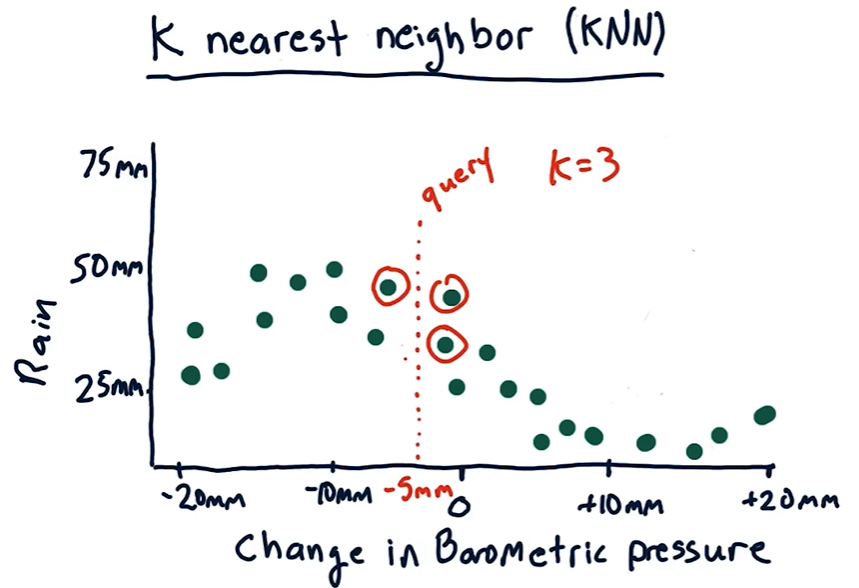 K nearest neighbor (KNN)
query
K=3
75mm
50mm
25mm
Rain
-20mm
-10mm
-5mm
0
+10mm
+20mm
Change in Barometric pressure